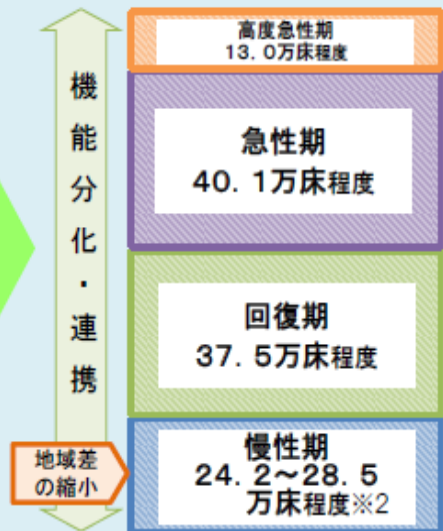 高度急性期
13.0万床程度
機能分化・連携
急性期
40.1万床程度
回復期
37.5万床程度
地域差
の縮小
慢性期
24.2~28.5
万床程度※2